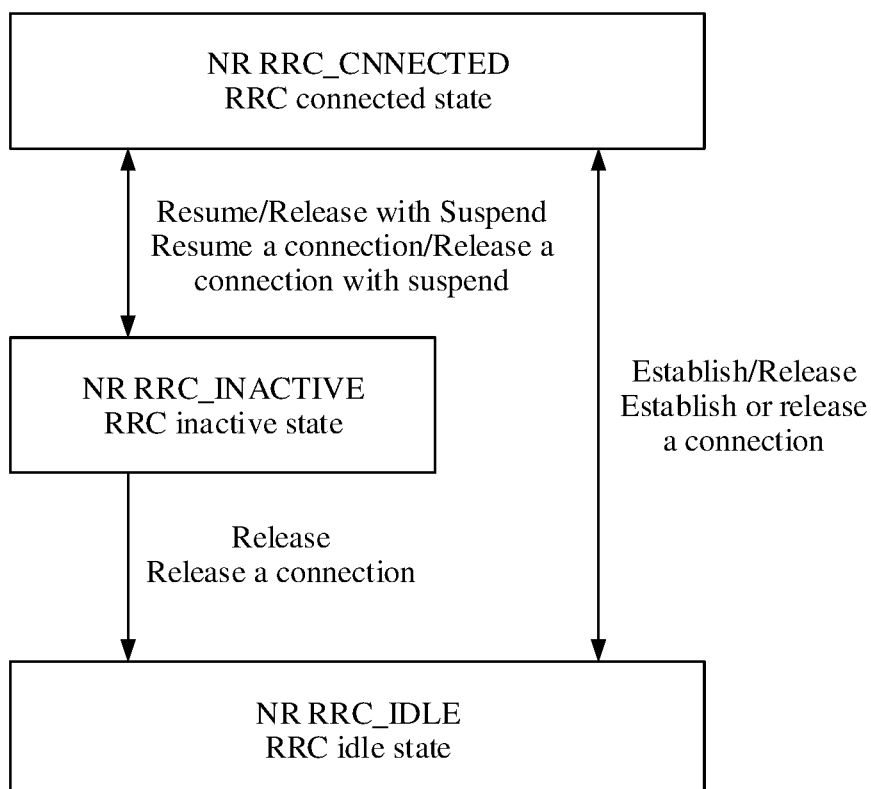 NR RRC_CNNECTED
RRC connected state
Resume/Release with Suspend
Resume a connection/Release a
connection with suspend
NR RRC_INACTIVE
RRC inactive state
Establish/Release
Establish or release
a connection
Release
Release a connection
NR RRC_IDLE
RRC idle state